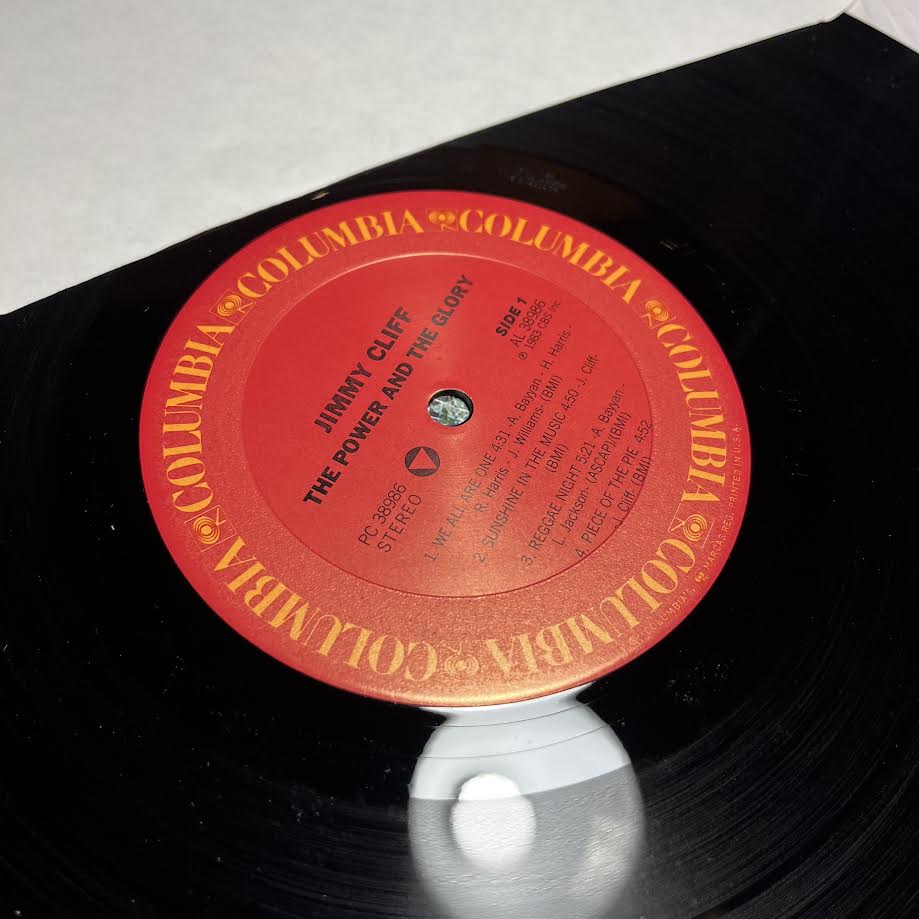 COLUMBIA COLUMBIA COLUMBIA COLUMBIA COLUMBIA COLUMBIA COLUMBIA COLUMBIA
JIMMY CLIFF
THE POWER AND THE GLORY
PC 38986
STEREO
SIDE 1
AL 38986
℗ 1983 CBS Inc.
1. WE ALL ARE ONE 4:31 -A. Bayyan - H. Harris -
R. Harris - J. Williams- (BMI)
2. SUNSHINE IN THE MUSIC 4:50 -J. Cliff-
(BMI)
3. REGGAE NIGHT 5:21 -A. Bayyan -
L. Jackson- (ASCAP)/(BMI)
4. PIECE OF THE PIE 4:52
-J. Cliff- (BMI)
® "COLUMBIA", MARCAS REG. PRINTED IN U.S.A.